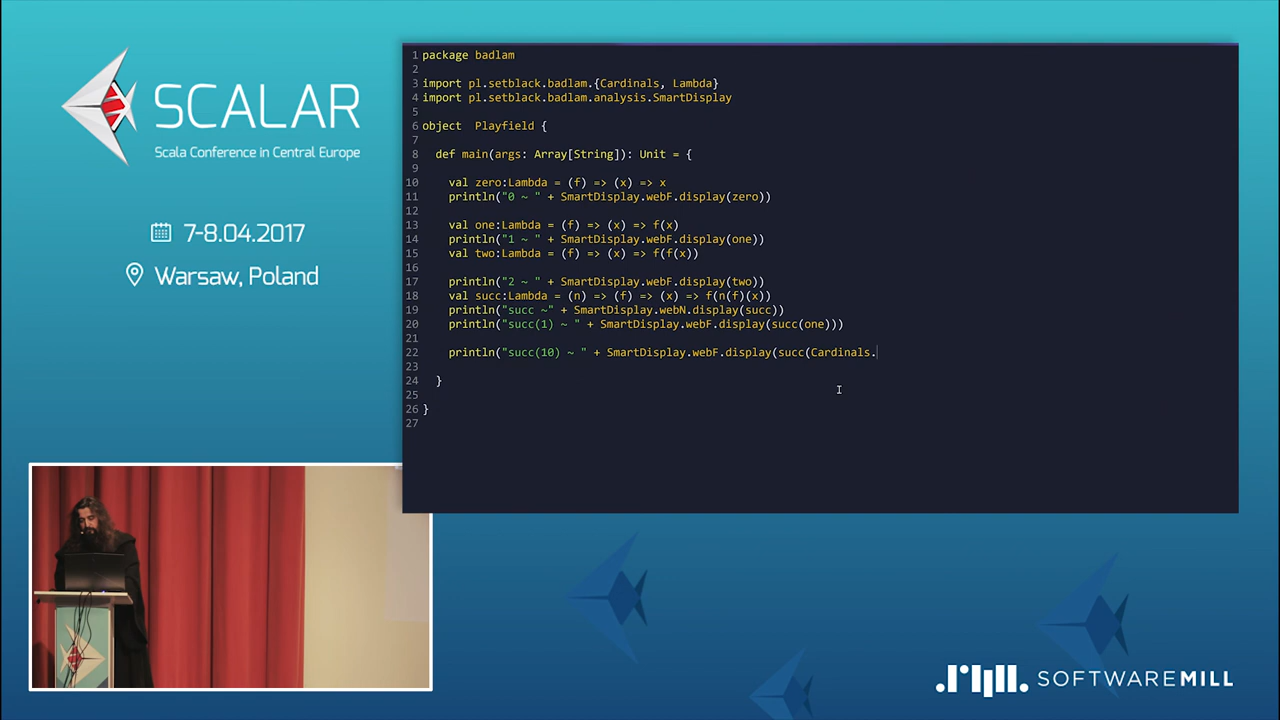 SCALAR
Scala Conference in Central Europe
7-8.04.2017
Warsaw, Poland
1 package badlam
2
3 import pl.setblack.badlam.{Cardinals, Lambda}
4 import pl.setblack.badlam.analysis.SmartDisplay
5
6 object  Playfield {
7
8   def main(args: Array[String]): Unit = {
9
10     val zero:Lambda = (f) => (x) => x
11     println("0 ~ " + SmartDisplay.webF.display(zero))
12
13     val one:Lambda = (f) => (x) => f(x)
14     println("1 ~ " + SmartDisplay.webF.display(one))
15     val two:Lambda = (f) => (x) => f(f(x))
16
17     println("2 ~ " + SmartDisplay.webF.display(two))
18     val succ:Lambda = (n) => (f) => (x) => f(n(f)(x))
19     println("succ ~" + SmartDisplay.webN.display(succ))
20     println("succ(1) ~ " + SmartDisplay.webF.display(succ(one)))
21
22     println("succ(10) ~ " + SmartDisplay.webF.display(succ(Cardinals.
23
24   }
25
26 }
27
SOFTWAREMILL